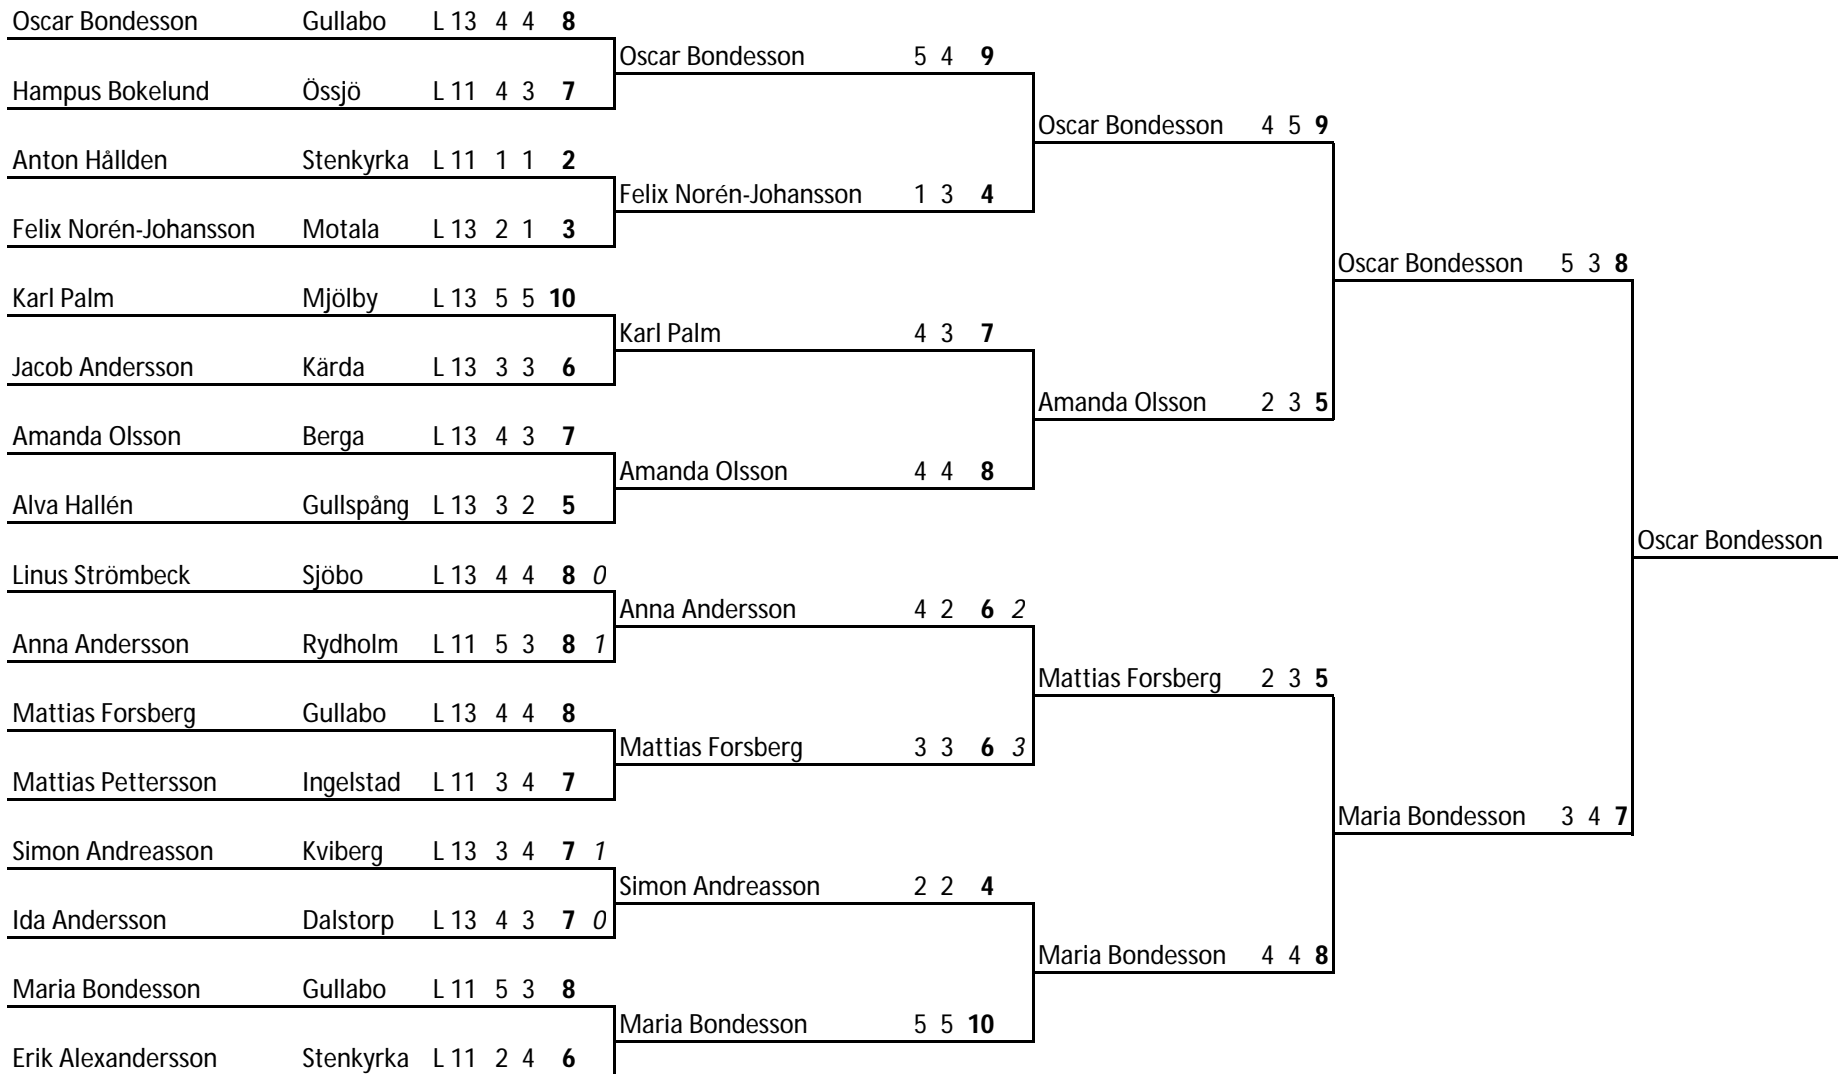 Oscar Bondesson Gullabo L 13 4 4 8
Oscar Bondesson 5 4 9
Hampus Bokelund Össjö L 11 4 3 7
Oscar Bondesson 4 5 9
Anton Hållden Stenkyrka L 11 1 1 2
Felix Norén-Johansson 1 3 4
Felix Norén-Johansson Motala L 13 2 1 3
Oscar Bondesson 5 3 8
Karl Palm Mjölby L 13 5 5 10
Karl Palm 4 3 7
Jacob Andersson Kärda L 13 3 3 6
Amanda Olsson 2 3 5
Amanda Olsson Berga L 13 4 3 7
Amanda Olsson 4 4 8
Alva Hallén Gullspång L 13 3 2 5
Oscar Bondesson
Linus Strömbeck Sjöbo L 13 4 4 8 0
Anna Andersson 4 2 6 2
Anna Andersson Rydholm L 11 5 3 8 1
Mattias Forsberg 2 3 5
Mattias Forsberg Gullabo L 13 4 4 8
Mattias Forsberg 3 3 6 3
Mattias Pettersson Ingelstad L 11 3 4 7
Maria Bondesson 3 4 7
Simon Andreasson Kviberg L 13 3 4 7 1
Simon Andreasson 2 2 4
Ida Andersson Dalstorp L 13 4 3 7 0
Maria Bondesson 4 4 8
Maria Bondesson Gullabo L 11 5 3 8
Maria Bondesson 5 5 10
Erik Alexandersson Stenkyrka L 11 2 4 6